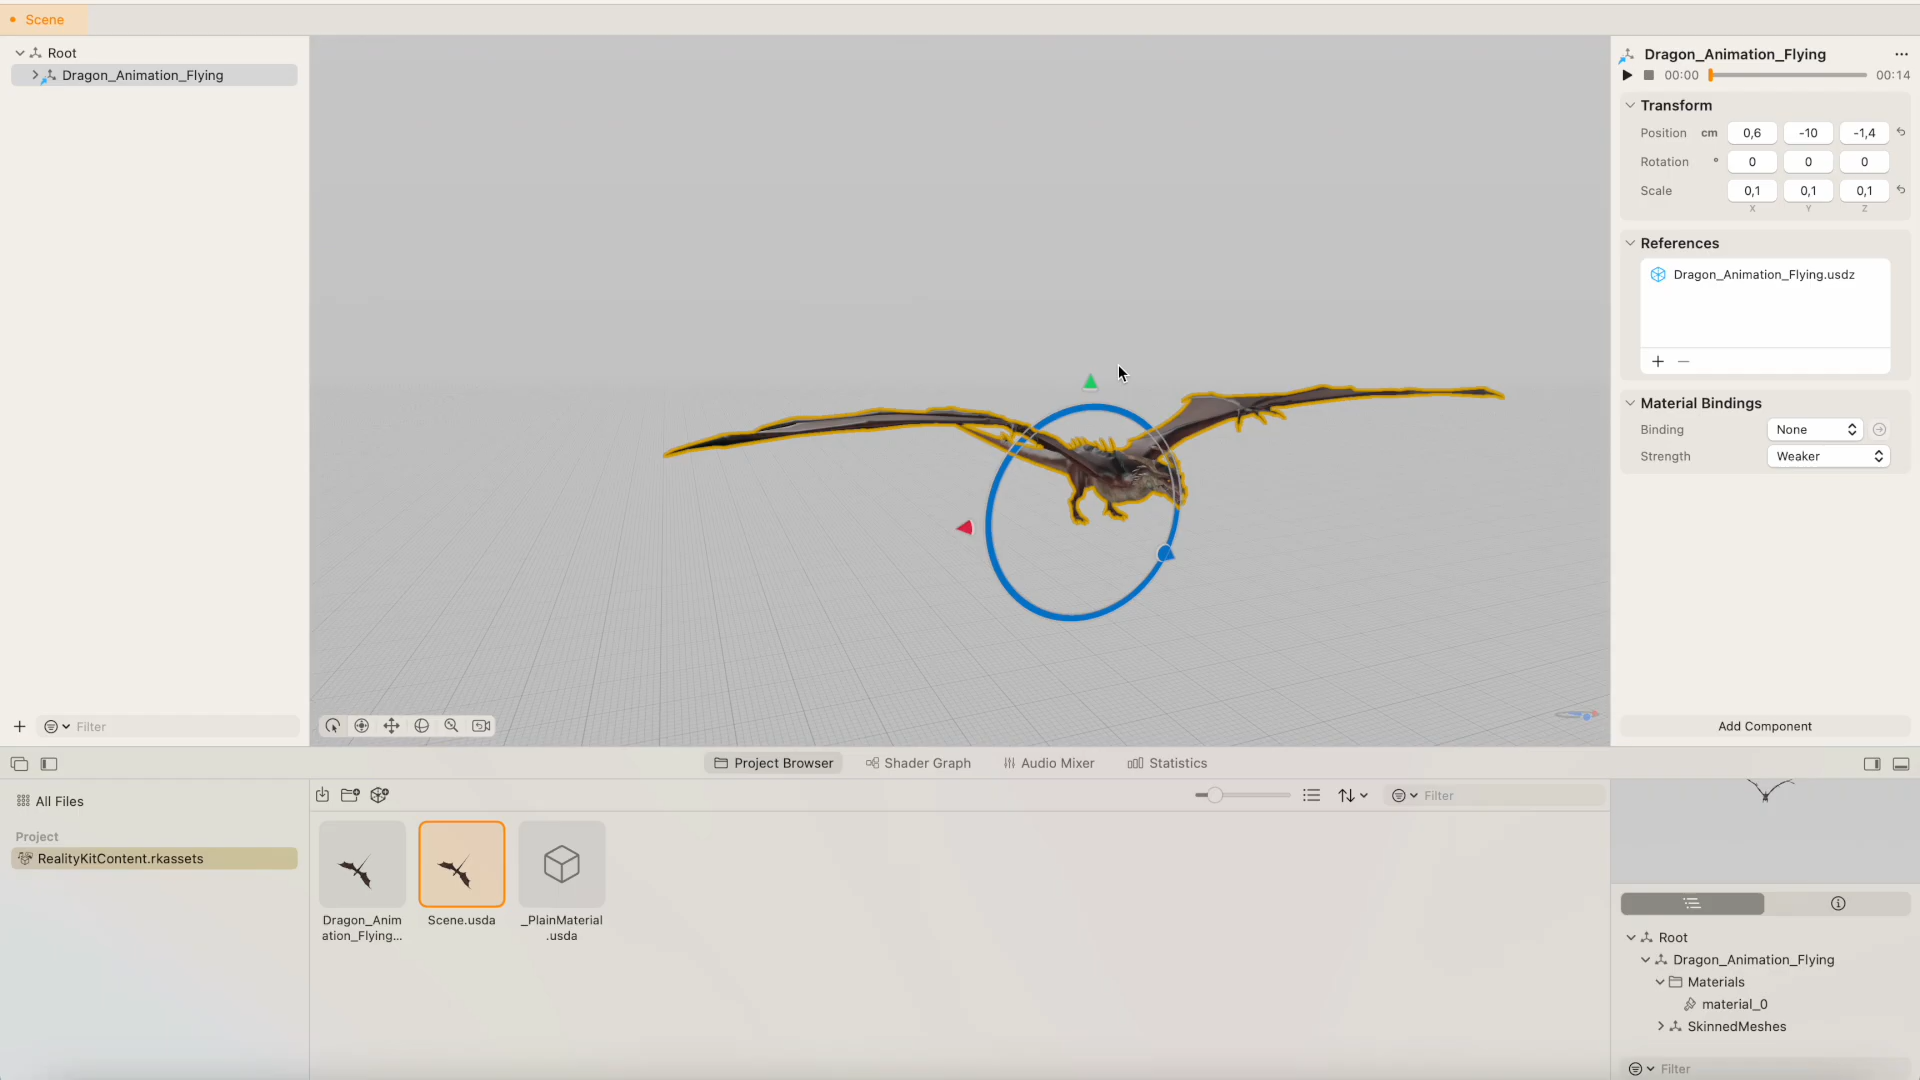 Scene
Root
Dragon_Animation_Flying
Filter
Dragon_Animation_Flying
00:00
00:14
Transform
Position cm 0,6 -10 -1,4
Rotation ° 0 0 0
Scale 0,1 0,1 0,1
X Y Z
References
Dragon_Animation_Flying.usdz
Material Bindings
Binding None
Strength Weaker
Add Component
Project Browser
Shader Graph
Audio Mixer
Statistics
All Files
Project
RealityKitContent.rkassets
Filter
Dragon_Anim
ation_Flying...
Scene.usda
_PlainMaterial
.usda
Root
Dragon_Animation_Flying
Materials
material_0
SkinnedMeshes
Filter